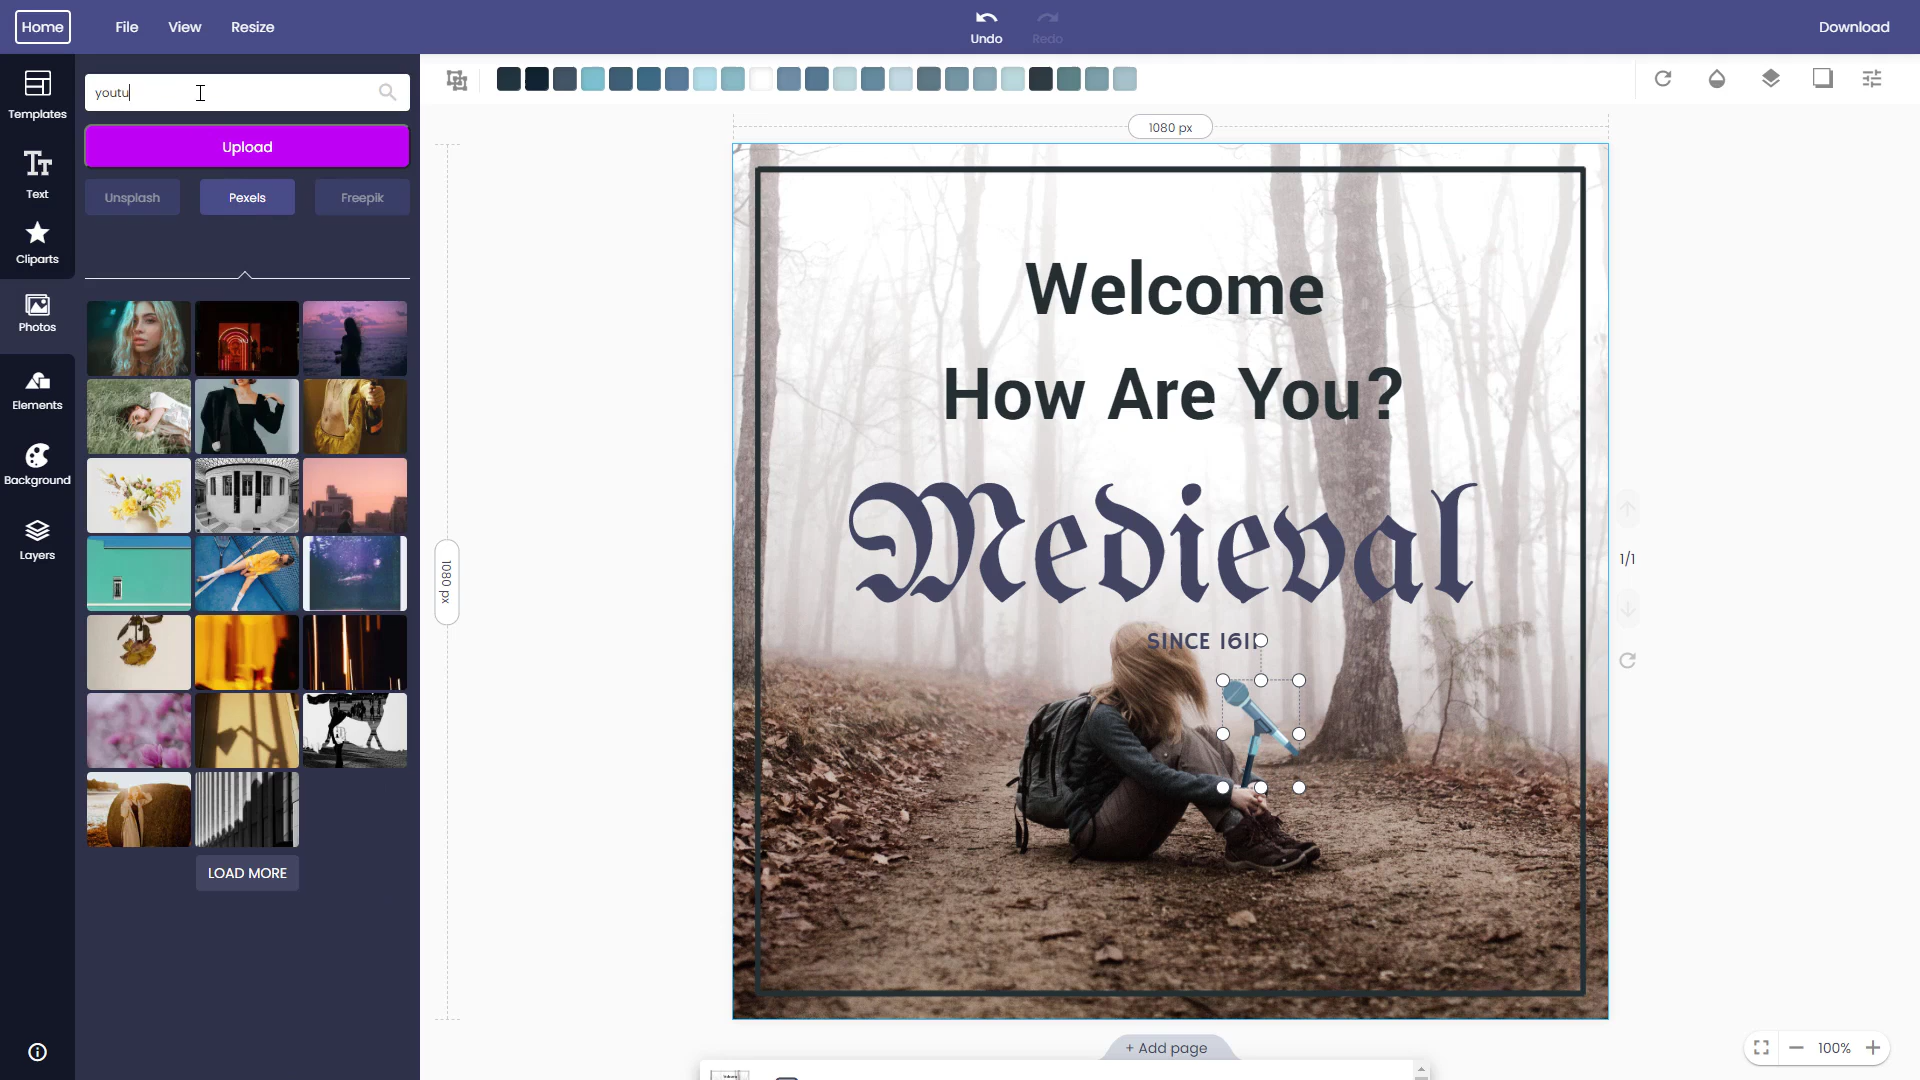 Home
File
View
Resize
Undo
Redo
Download
Templates
Text
Cliparts
Photos
Elements
Background
Layers
youtu
Upload
Unsplash
Pexels
Freepik
LOAD MORE
1080 px
1080 px
Welcome
How Are You?
Medieval
SINCE 1611
1/1
+ Add page
100%